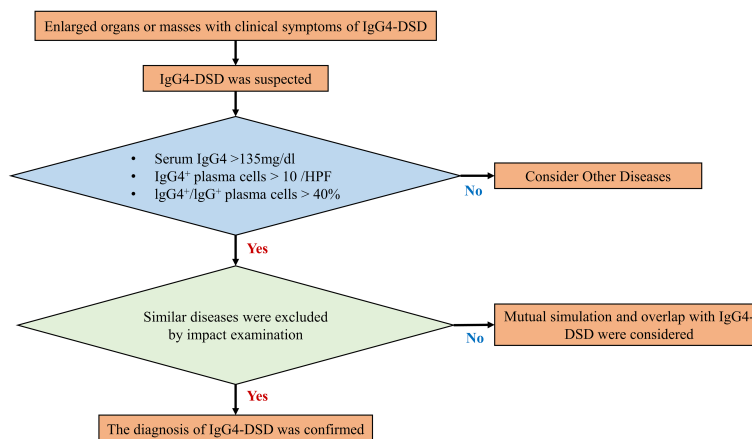 Enlarged organs or masses with clinical symptoms of IgG4-DSD
IgG4-DSD was suspected
• Serum IgG4 >135mg/dl
• IgG4⁺ plasma cells > 10 /HPF
• lgG4⁺/lgG⁺ plasma cells > 40%
No
Consider Other Diseases
Yes
Similar diseases were excluded
by impact examination
No
Mutual simulation and overlap with IgG4-
DSD were considered
Yes
The diagnosis of IgG4-DSD was confirmed